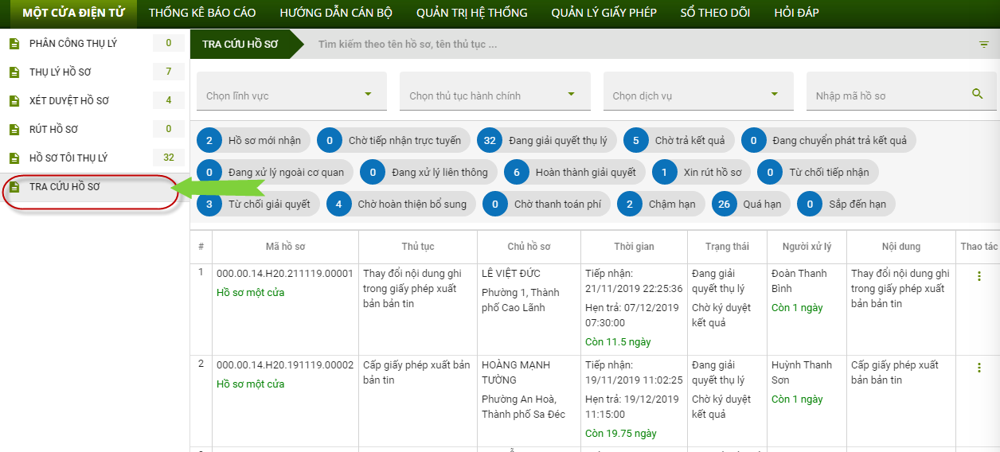 MỘT CỬA ĐIỆN TỬ THỐNG KÊ BÁO CÁO HƯỚNG DẪN CÁN BỘ QUẢN TRỊ HỆ THỐNG QUẢN LÝ GIẤY PHÉP SỔ THEO DÕI HỎI ĐÁP
PHÂN CÔNG THỤ LÝ 0
THỤ LÝ HỒ SƠ 7
XÉT DUYỆT HỒ SƠ 4
RÚT HỒ SƠ 0
HỒ SƠ TÔI THỤ LÝ 32
TRA CỨU HỒ SƠ
TRA CỨU HỒ SƠ Tìm kiếm theo tên hồ sơ, tên thủ tục ...
Chọn lĩnh vực Chọn thủ tục hành chính Chọn dịch vụ Nhập mã hồ sơ
2 Hồ sơ mới nhận 0 Chờ tiếp nhận trực tuyến 32 Đang giải quyết thụ lý 5 Chờ trả kết quả 0 Đang chuyển phát trả kết quả
0 Đang xử lý ngoài cơ quan 0 Đang xử lý liên thông 6 Hoàn thành giải quyết 1 Xin rút hồ sơ 0 Từ chối tiếp nhận
3 Từ chối giải quyết 4 Chờ hoàn thiện bổ sung 0 Chờ thanh toán phí 2 Chậm hạn 26 Quá hạn 0 Sắp đến hạn
# Mã hồ sơ Thủ tục Chủ hồ sơ Thời gian Trạng thái Người xử lý Nội dung Thao tác
1
000.00.14.H20.211119.00001
Hồ sơ một cửa
Thay đổi nội dung ghi
trong giấy phép xuất
bản bản tin
LÊ VIỆT ĐỨC
Phường 1, Thành
phố Cao Lãnh
Tiếp nhận:
21/11/2019 22:25:36
Hẹn trả: 07/12/2019
07:30:00
Còn 11.5 ngày
Đang giải
quyết thụ lý
Chờ ký duyệt
kết quả
Đoàn Thanh
Bình
Còn 1 ngày
Thay đổi nội dung ghi
trong giấy phép xuất
bản bản tin
2
000.00.14.H20.191119.00002
Hồ sơ một cửa
Cấp giấy phép xuất bản
bản tin
HOÀNG MẠNH
TƯỜNG
Phường An Hoà,
Thành phố Sa Đéc
Tiếp nhận:
19/11/2019 11:02:25
Hẹn trả: 19/12/2019
11:15:00
Còn 19.75 ngày
Đang giải
quyết thụ lý
Chờ ký duyệt
kết quả
Huỳnh Thanh
Sơn
Còn 1 ngày
Cấp giấy phép xuất
bản bản tin